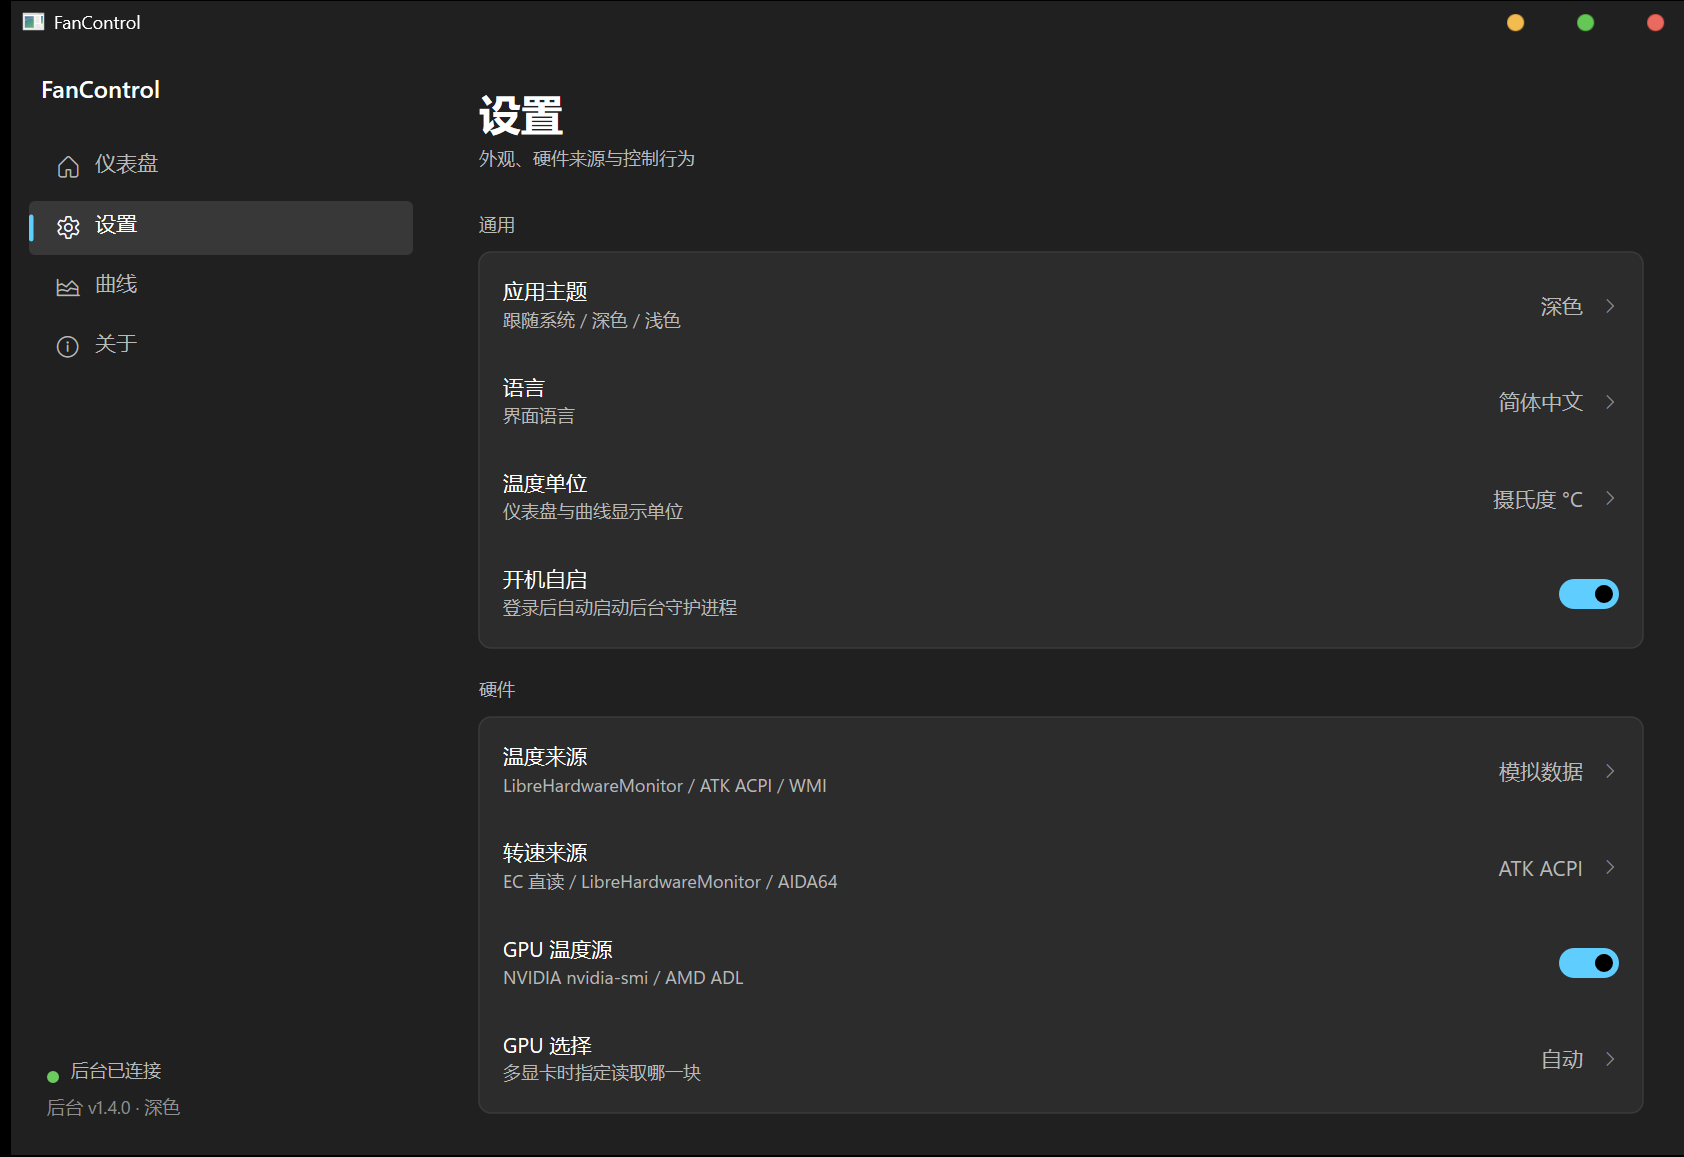 FanControl
FanControl
仪表盘
设置
曲线
关于
后台已连接
后台 v1.4.0 · 深色
设置
外观、硬件来源与控制行为
通用
应用主题
跟随系统 / 深色 / 浅色
深色
语言
界面语言
简体中文
温度单位
仪表盘与曲线显示单位
摄氏度 °C
开机自启
登录后自动启动后台守护进程
硬件
温度来源
LibreHardwareMonitor / ATK ACPI / WMI
模拟数据
转速来源
EC 直读 / LibreHardwareMonitor / AIDA64
ATK ACPI
GPU 温度源
NVIDIA nvidia-smi / AMD ADL
GPU 选择
多显卡时指定读取哪一块
自动